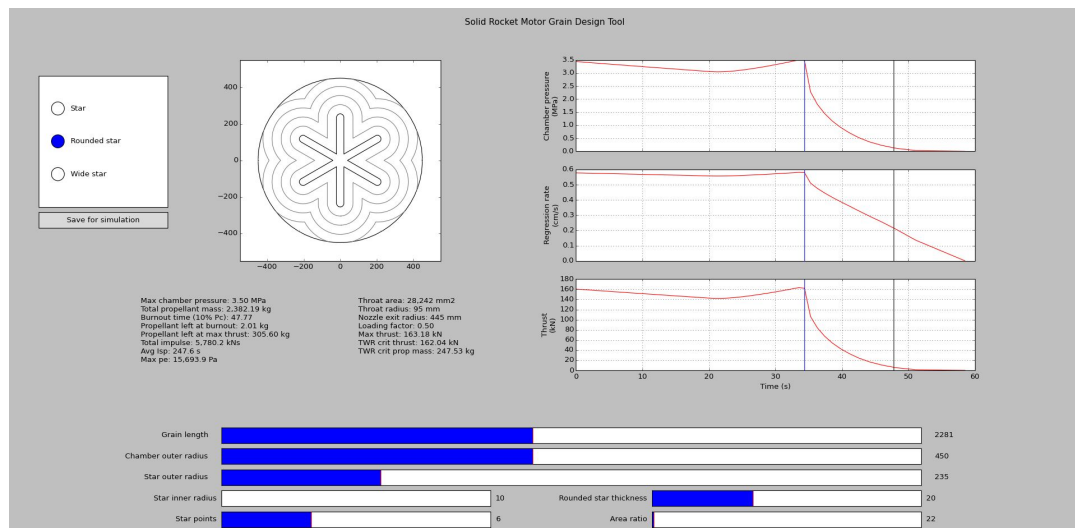 Solid Rocket Motor Grain Design Tool
Star
Rounded star
Wide star
Save for simulation
400
200
0
−200
−400
−400 −200 0 200 400
Chamber pressure
(MPa)
3.5
3.0
2.5
2.0
1.5
1.0
0.5
0.0
Regression rate
(cm/s)
0.6
0.5
0.4
0.3
0.2
0.1
0.0
Thrust
(kN)
180
160
140
120
100
80
60
40
20
0
0 10 20 30 40 50 60
Time (s)
Max chamber pressure: 3.50 MPa
Total propellant mass: 2,382.19 kg
Burnout time (10% Pc): 47.77
Propellant left at burnout: 2.01 kg
Propellant left at max thrust: 305.60 kg
Total impulse: 5,780.2 kNs
Avg Isp: 247.6 s
Max pe: 15,693.9 Pa
Throat area: 28,242 mm2
Throat radius: 95 mm
Nozzle exit radius: 445 mm
Loading factor: 0.50
Max thrust: 163.18 kN
TWR crit thrust: 162.04 kN
TWR crit prop mass: 247.53 kg
Grain length 2281
Chamber outer radius 450
Star outer radius 235
Star inner radius 10 Rounded star thickness 20
Star points 6 Area ratio 22